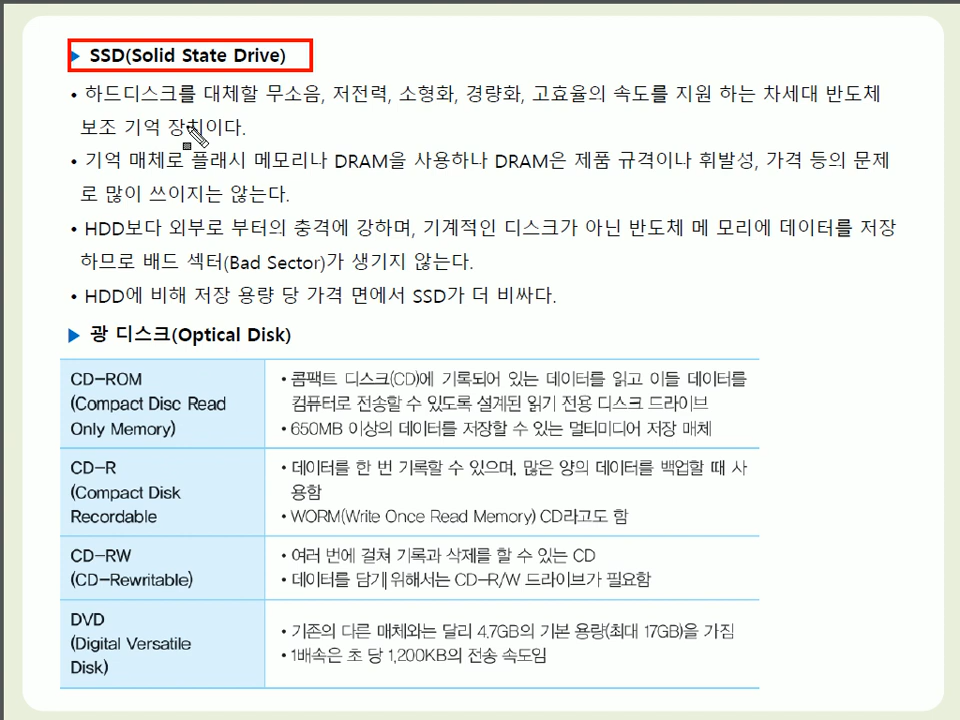 SSD(Solid State Drive)
• 하드디스크를 대체할 무소음, 저전력, 소형화, 경량화, 고효율의 속도를 지원 하는 차세대 반도체
보조 기억 장치이다.
• 기억 매체로 플래시 메모리나 DRAM을 사용하나 DRAM은 제품 규격이나 휘발성, 가격 등의 문제
로 많이 쓰이지는 않는다.
• HDD보다 외부로 부터의 충격에 강하며, 기계적인 디스크가 아닌 반도체 메 모리에 데이터를 저장
하므로 배드 섹터(Bad Sector)가 생기지 않는다.
• HDD에 비해 저장 용량 당 가격 면에서 SSD가 더 비싸다.
광 디스크(Optical Disk)
CD-ROM
(Compact Disc Read
Only Memory)
• 콤팩트 디스크(CD)에 기록되어 있는 데이터를 읽고 이들 데이터를
컴퓨터로 전송할 수 있도록 설계된 읽기 전용 디스크 드라이브
• 650MB 이상의 데이터를 저장할 수 있는 멀티미디어 저장 매체
CD-R
(Compact Disk
Recordable
• 데이터를 한 번 기록할 수 있으며, 많은 양의 데이터를 백업할 때 사
용함
• WORM(Write Once Read Memory) CD라고도 함
CD-RW
(CD-Rewritable)
• 여러 번에 걸쳐 기록과 삭제를 할 수 있는 CD
• 데이터를 담기 위해서는 CD-R/W 드라이브가 필요함
DVD
(Digital Versatile
Disk)
• 기존의 다른 매체와는 달리 4.7GB의 기본 용량(최대 17GB)을 가짐
• 1배속은 초 당 1,200KB의 전송 속도임